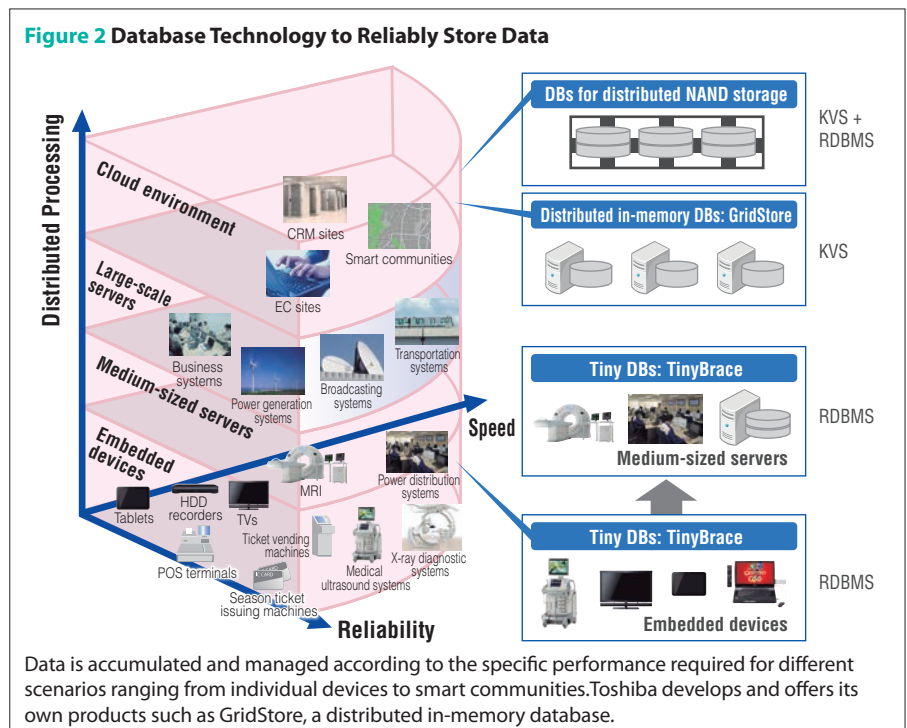 Figure 2 Database Technology to Reliably Store Data
Distributed Processing
Cloud environment
Large-scale
servers
Medium-sized servers
Embedded
devices
CRM sites
Smart communities
EC sites
Business
systems
Power generation
systems
Broadcasting
systems
Transportation
systems
Speed
MRI
Power distribution
systems
Tablets
HDD
recorders
TVs
Ticket vending
machines
Medical
ultrasound systems
X-ray diagnostic
systems
POS terminals
Season ticket
issuing machines
Reliability
DBs for distributed NAND storage
KVS +
RDBMS
Distributed in-memory DBs: GridStore
KVS
Tiny DBs: TinyBrace
Medium-sized servers
RDBMS
Tiny DBs: TinyBrace
Embedded devices
RDBMS
Data is accumulated and managed according to the specific performance required for different
scenarios ranging from individual devices to smart communities.Toshiba develops and offers its
own products such as GridStore, a distributed in-memory database.